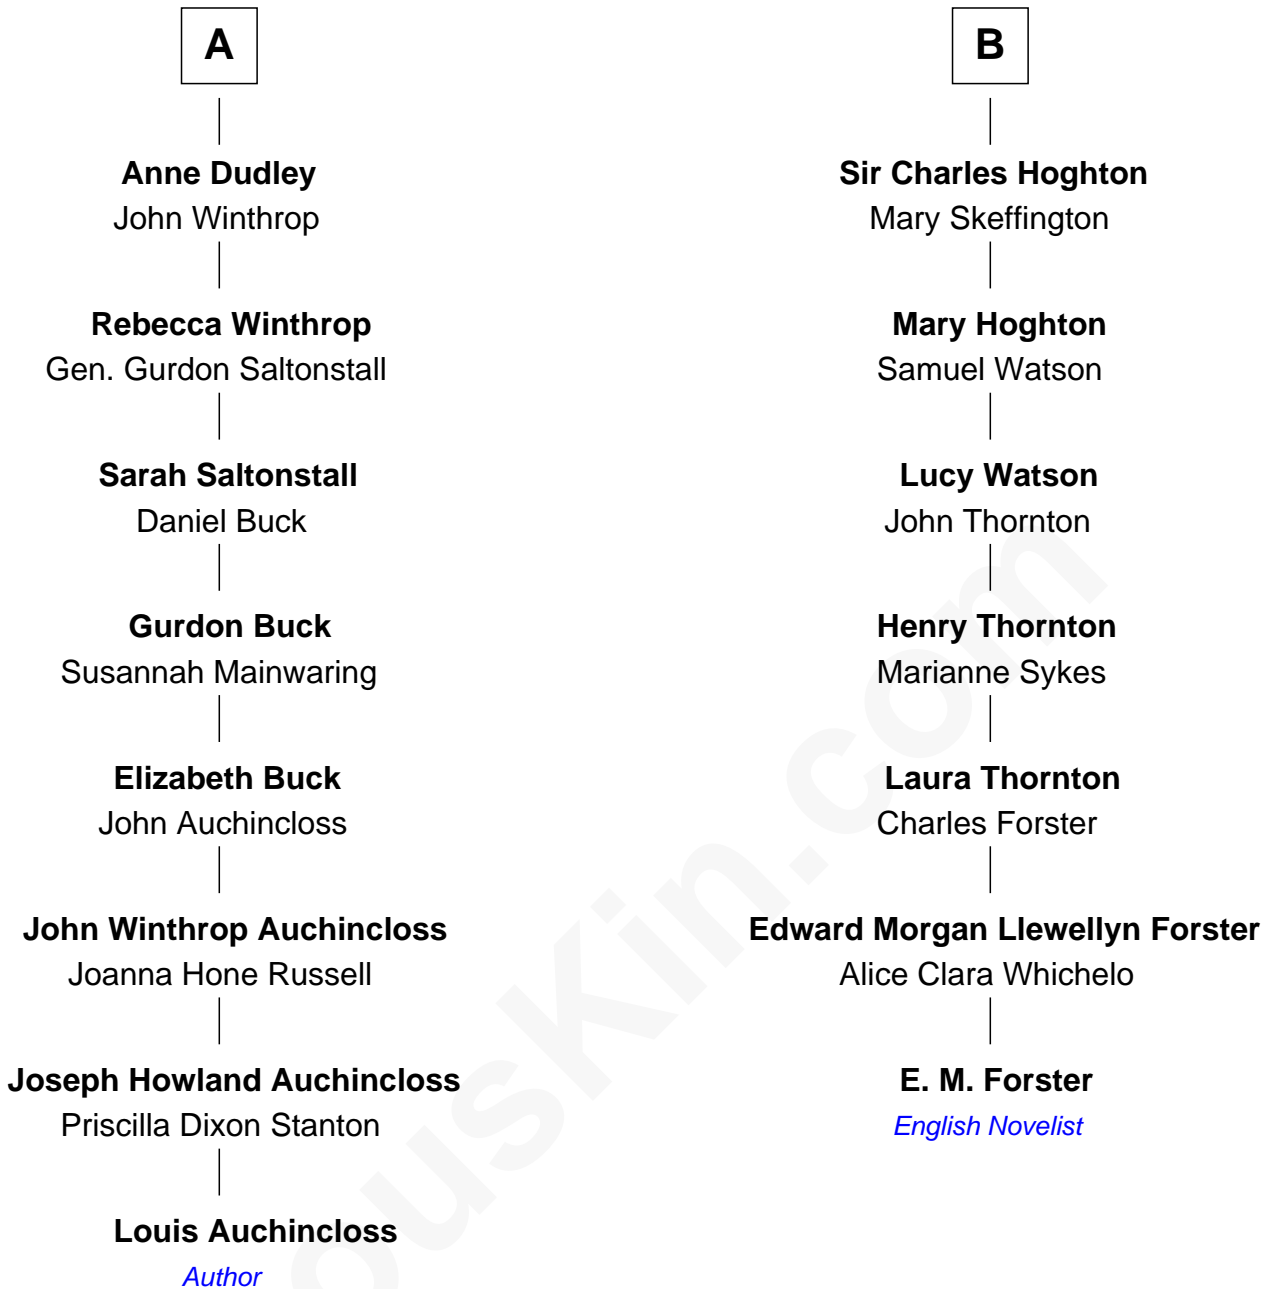 A
Anne Dudley
John Winthrop
Rebecca Winthrop
Gen. Gurdon Saltonstall
Sarah Saltonstall
Daniel Buck
Gurdon Buck
Susannah Mainwaring
Elizabeth Buck
John Auchincloss
John Winthrop Auchincloss
Joanna Hone Russell
Joseph Howland Auchincloss
Priscilla Dixon Stanton
Louis Auchincloss
Author
B
Sir Charles Hoghton
Mary Skeffington
Mary Hoghton
Samuel Watson
Lucy Watson
John Thornton
Henry Thornton
Marianne Sykes
Laura Thornton
Charles Forster
Edward Morgan Llewellyn Forster
Alice Clara Whichelo
E. M. Forster
English Novelist
ousKin.com